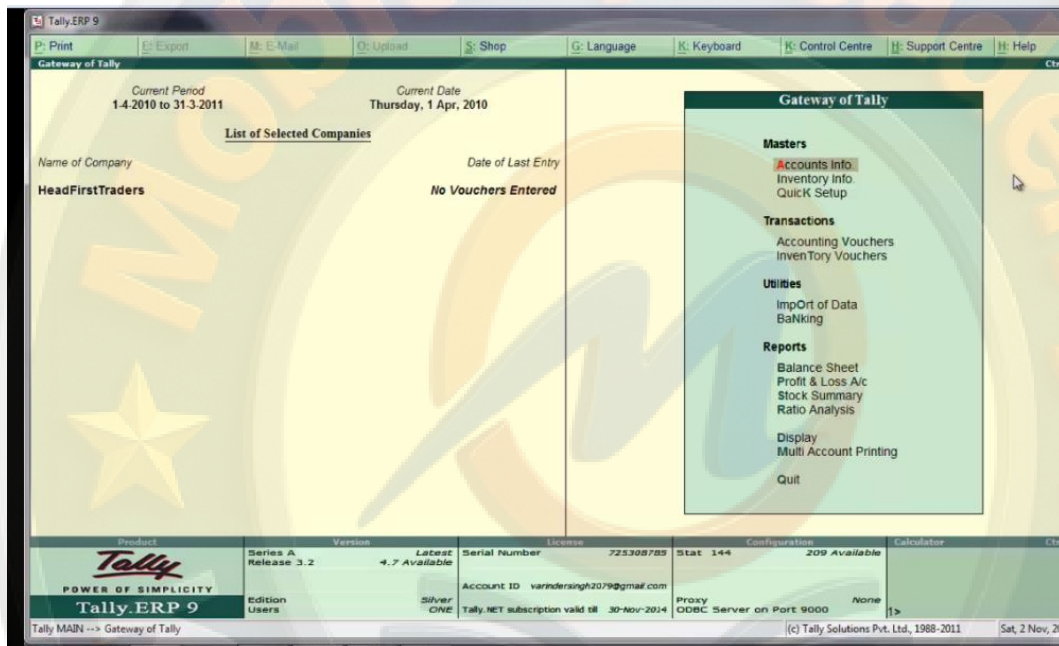 Tally.ERP 9
P: Print E: Export M: E-Mail O: Upload S: Shop G: Language K: Keyboard K: Control Centre H: Support Centre H: Help
Gateway of Tally
Current Period Current Date
1-4-2010 to 31-3-2011 Thursday, 1 Apr, 2010
List of Selected Companies
Name of Company Date of Last Entry
HeadFirstTraders No Vouchers Entered
Gateway of Tally
Masters
Accounts Info.
Inventory Info.
QuicK Setup
Transactions
Accounting Vouchers
InvenTory Vouchers
Utilities
ImpOrt of Data
BaNking
Reports
Balance Sheet
Profit & Loss A/c
Stock Summary
Ratio Analysis
Display
Multi Account Printing
Quit
Product Version License Configuration Calculator
Tally
POWER OF SIMPLICITY
Tally.ERP 9
Series A Latest
Release 3.2 4.7 Available
Edition Silver
Users ONE
Serial Number 725308785
Account ID varindersingh2079@gmail.com
Tally.NET subscription valid till 30-Nov-2014
Stat 144 209 Available
Proxy None
ODBC Server on Port 9000
1>
Tally MAIN --> Gateway of Tally (c) Tally Solutions Pvt. Ltd., 1988-2011 Sat, 2 Nov,